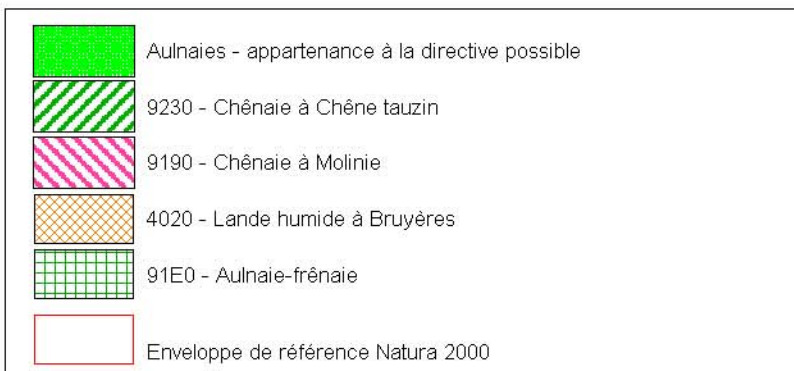 Aulnaies - appartenance à la directive possible
9230 - Chênaie à Chêne tauzin
9190 - Chênaie à Molinie
4020 - Lande humide à Bruyères
91E0 - Aulnaie-frênaie
Enveloppe de référence Natura 2000